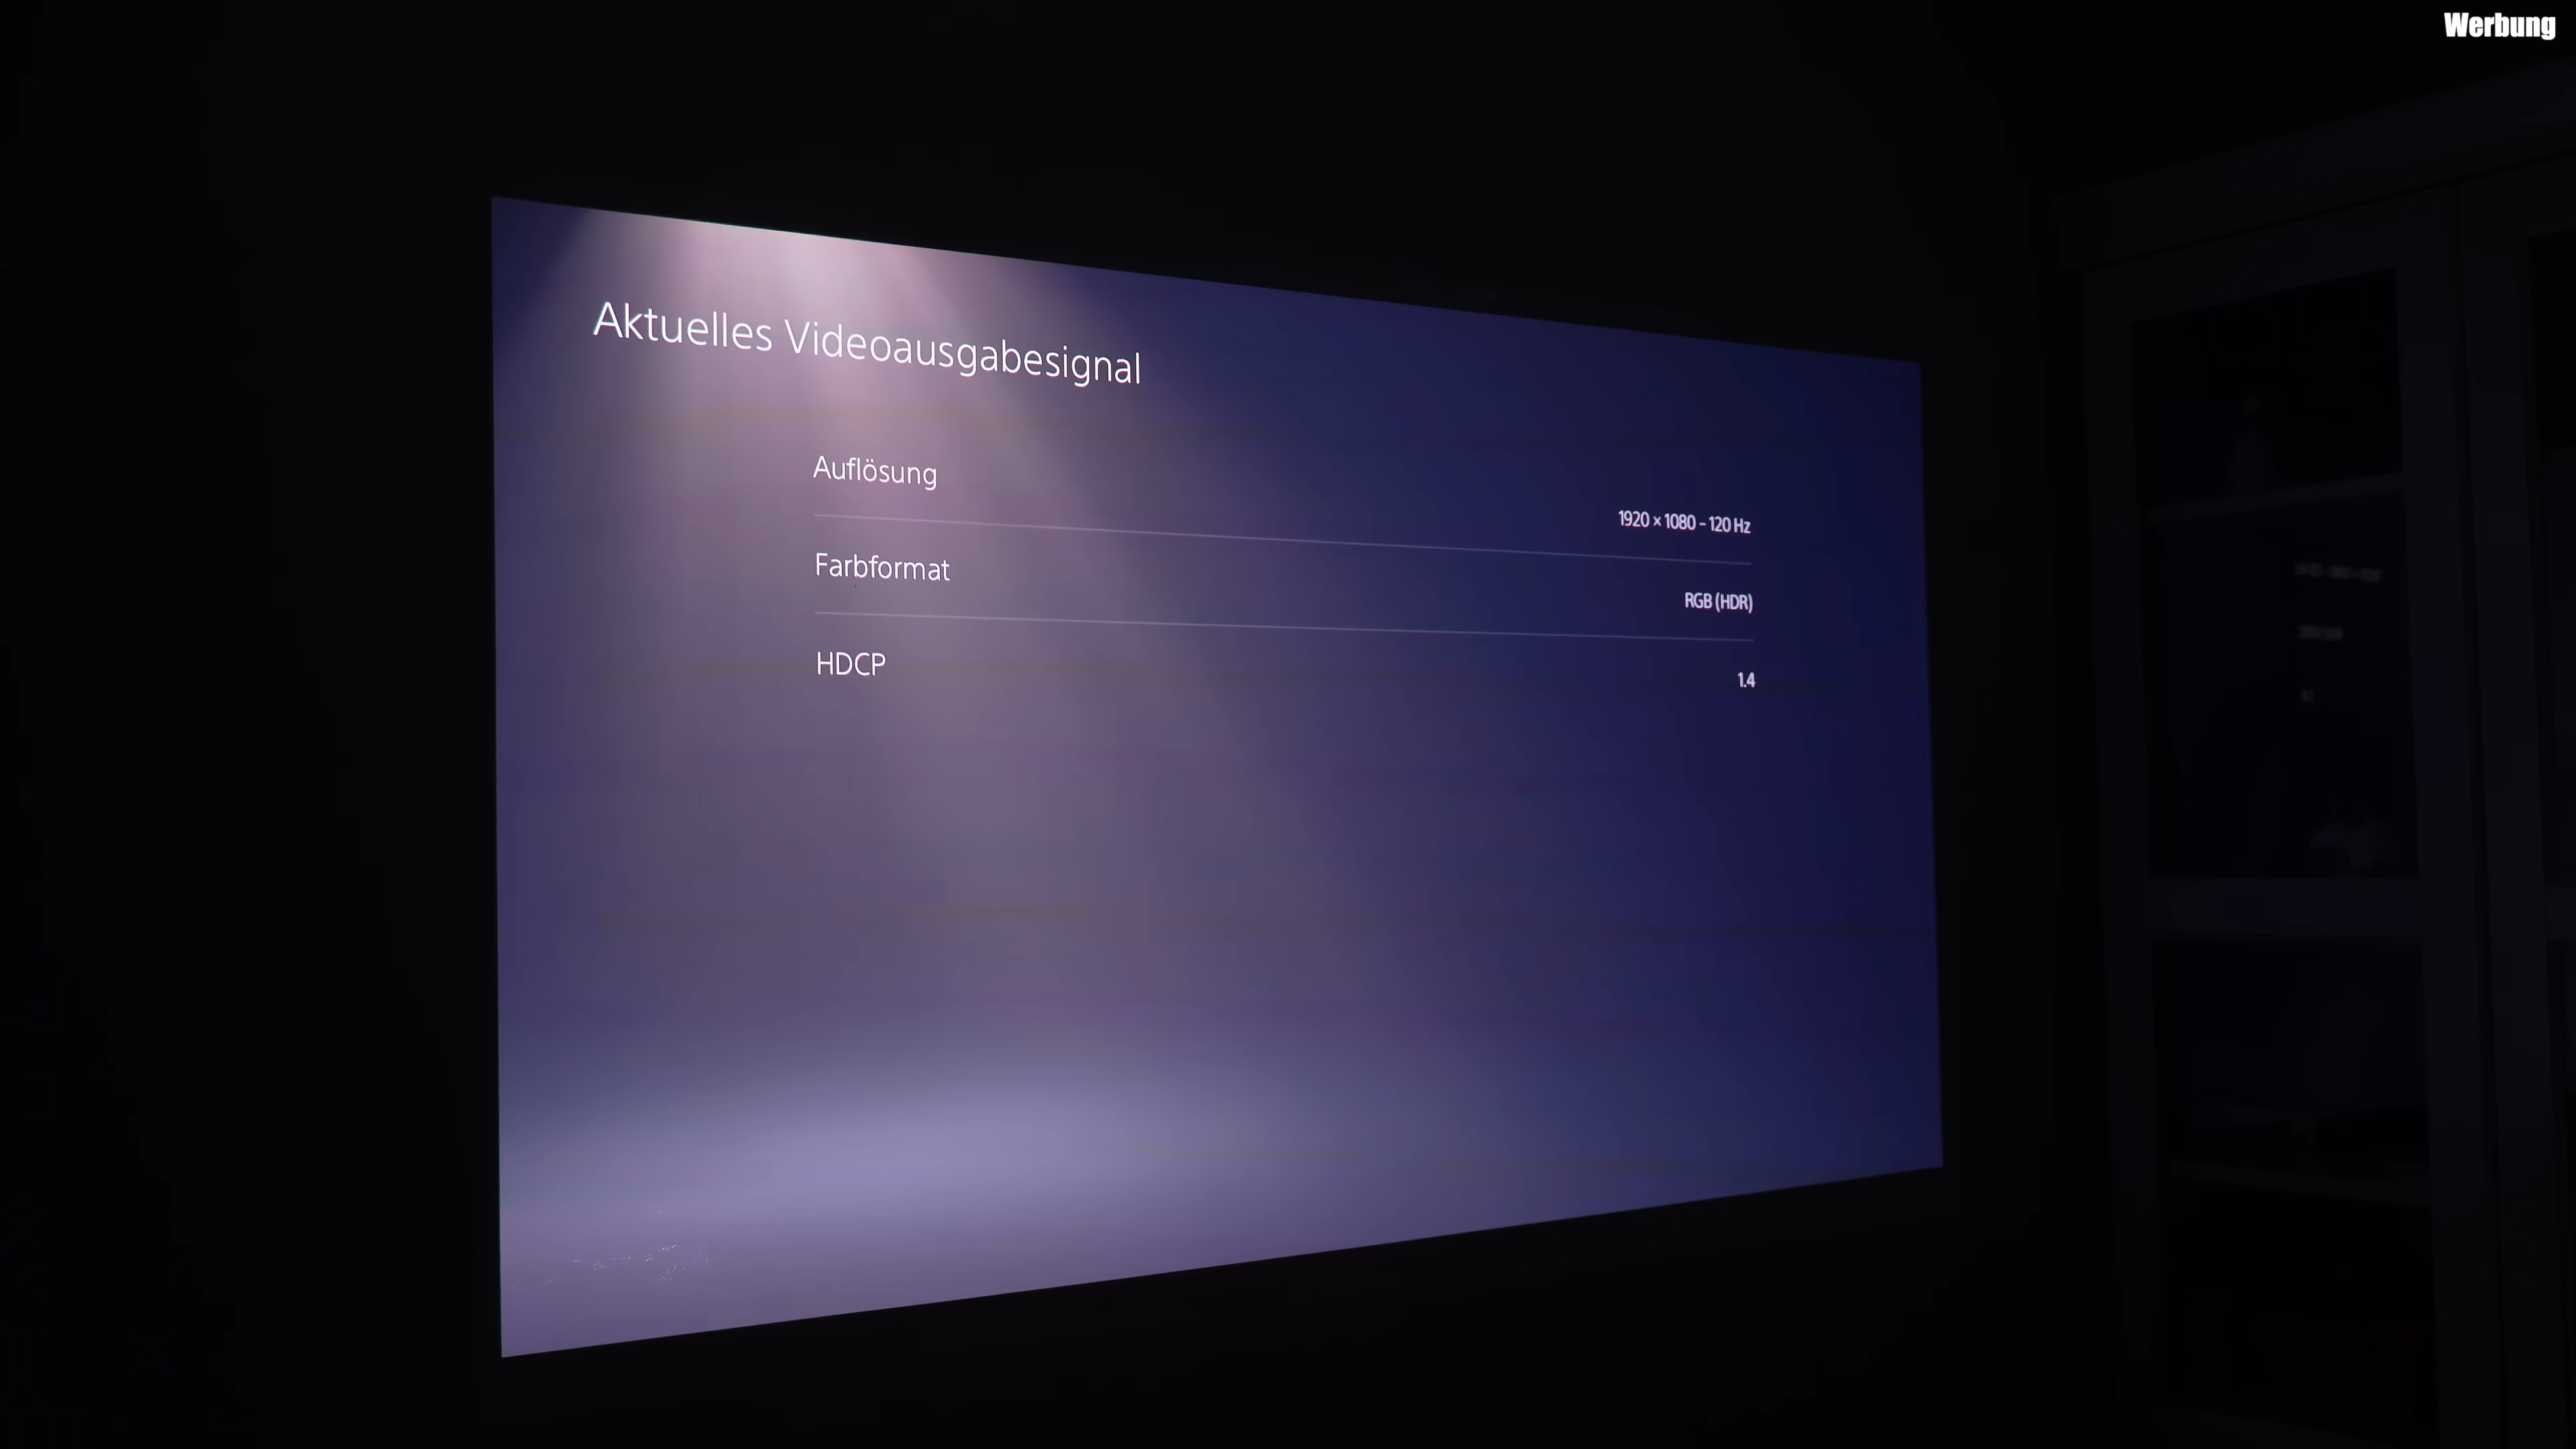 Werbung
Aktuelles Videoausgabesignal
Auflösung
1920 × 1080 – 120 Hz
Farbformat
RGB (HDR)
HDCP
1.4